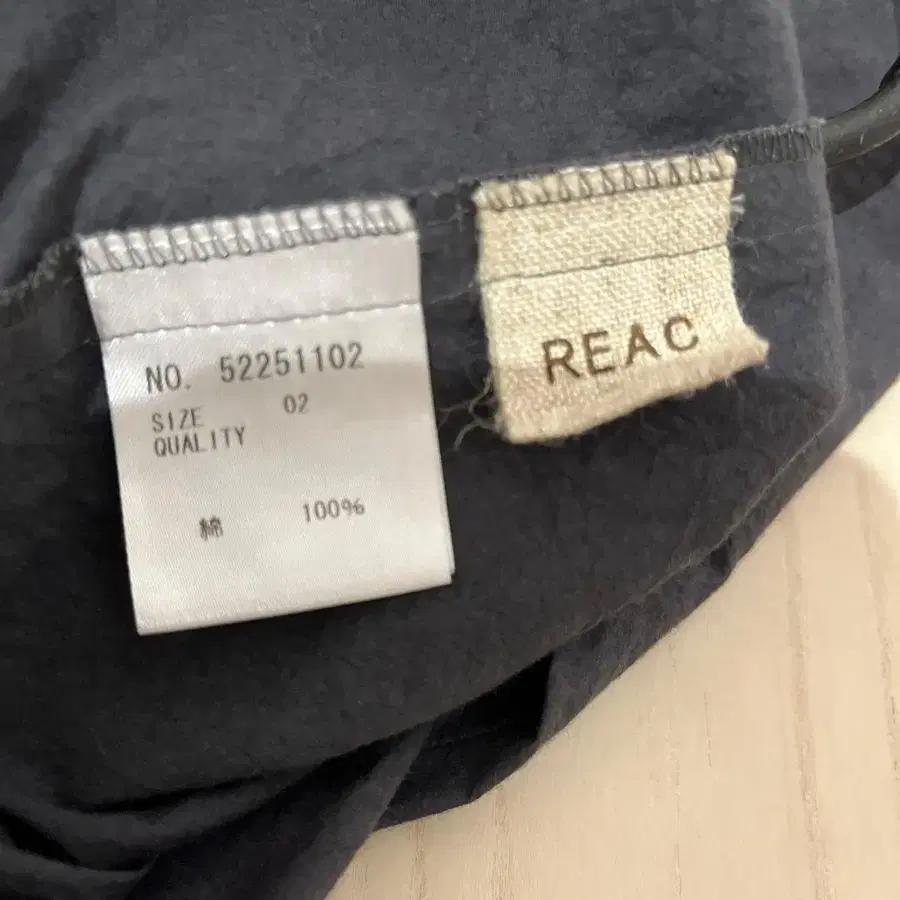 NO. 52251102
SIZE 02
QUALITY
綿 100%
REAC